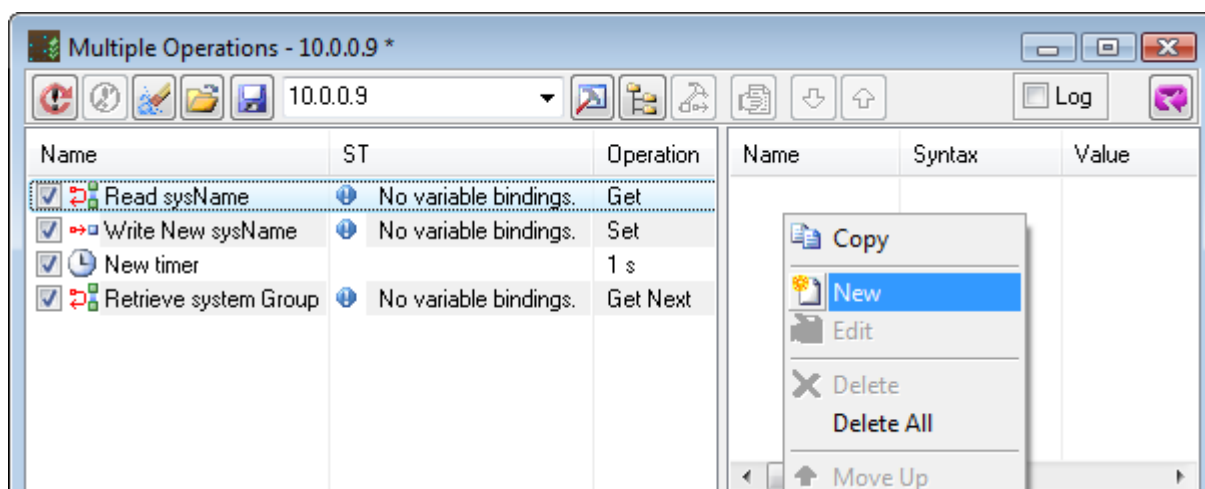 Multiple Operations - 10.0.0.9 *
10.0.0.9 Log
Name ST Operation Name Syntax Value
Read sysName No variable bindings. Get
Write New sysName No variable bindings. Set
New timer 1 s
Retrieve system Group No variable bindings. Get Next
Copy
New
Edit
Delete
Delete All
Move Up